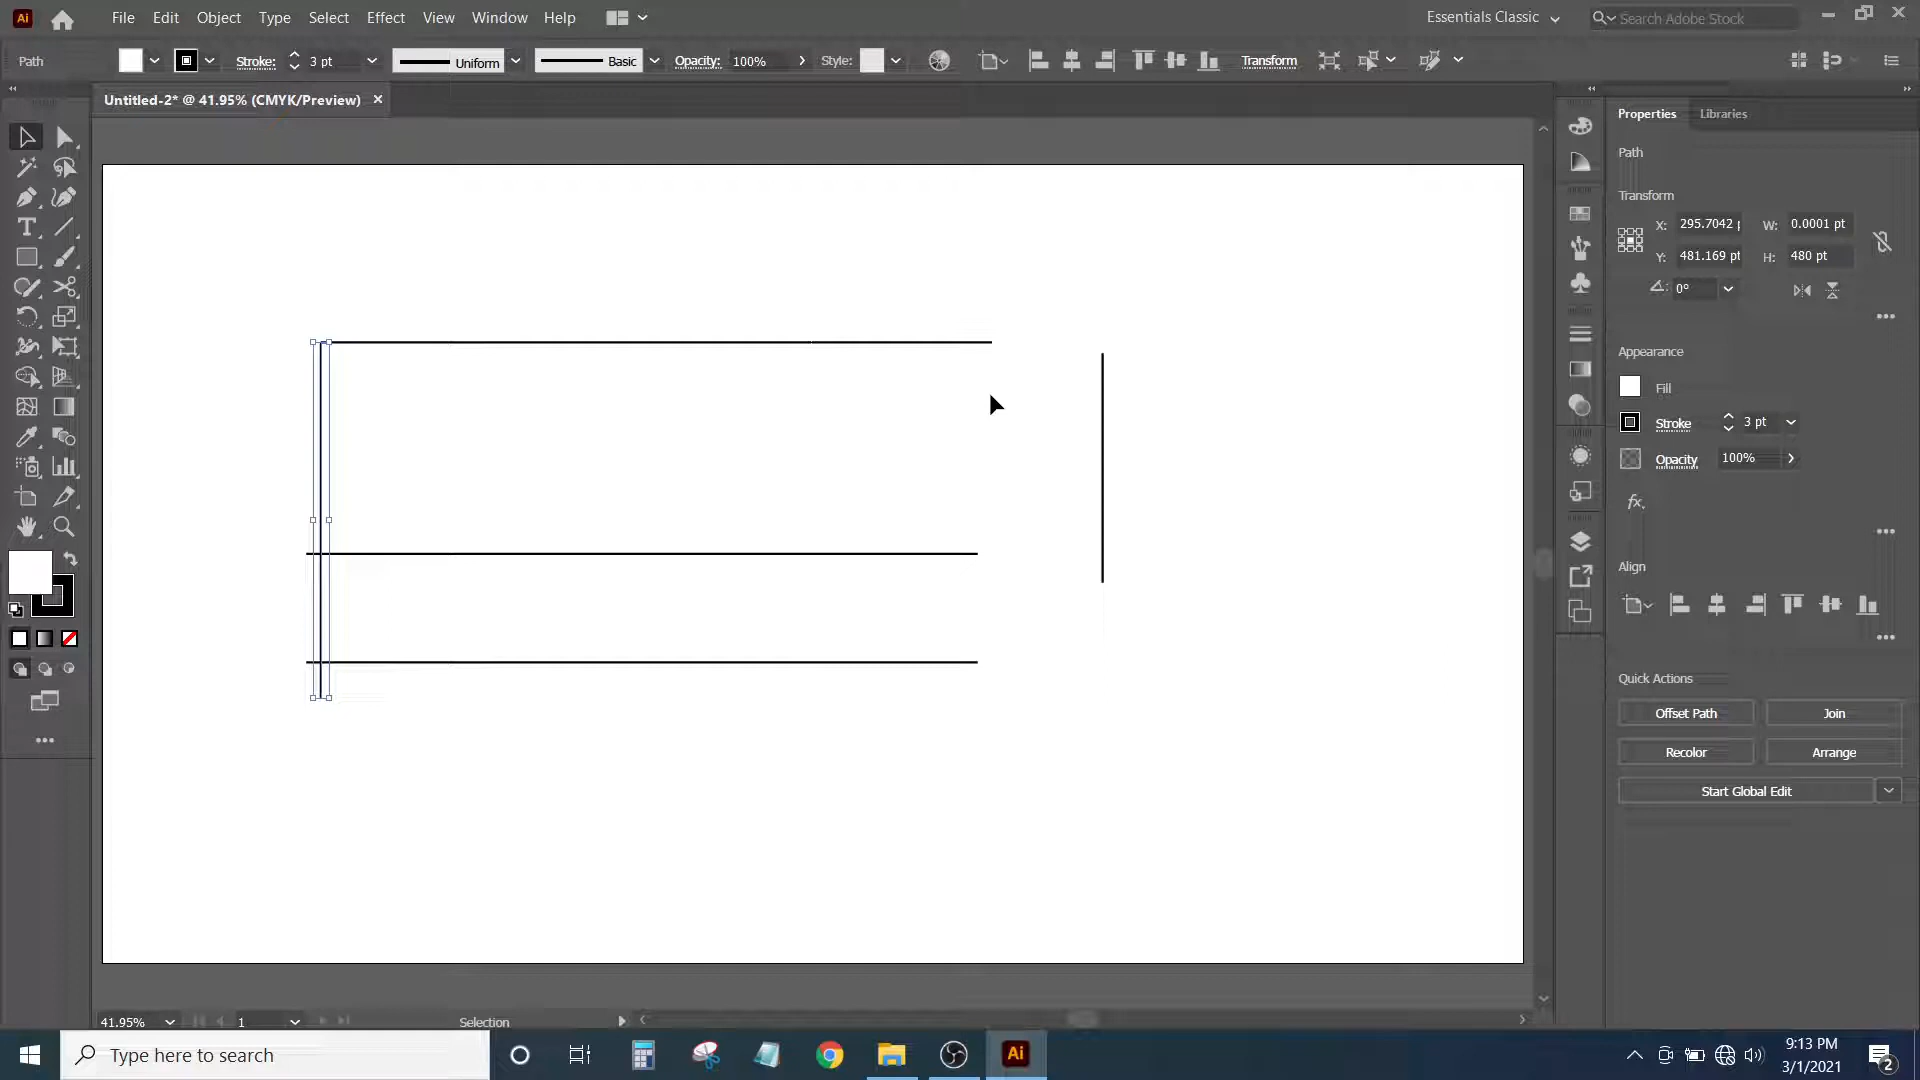 Ai File Edit Object Type Select Effect View Window Help Essentials Classic Search Adobe Stock
Path Stroke: 3 pt Uniform Basic Opacity: 100% Style: Transform
Untitled-2* @ 41.95% (CMYK/Preview)
Properties Libraries
Path
Transform
X: 295.7042 W: 0.0001 pt
Y: 481.169 pt H: 480 pt
0°
Appearance
Fill
Stroke 3 pt
Opacity 100%
fx
Align
Quick Actions
Offset Path Join
Recolor Arrange
Start Global Edit
T
41.95% 1 Selection
Type here to search Ai 9:13 PM
3/1/2021 2